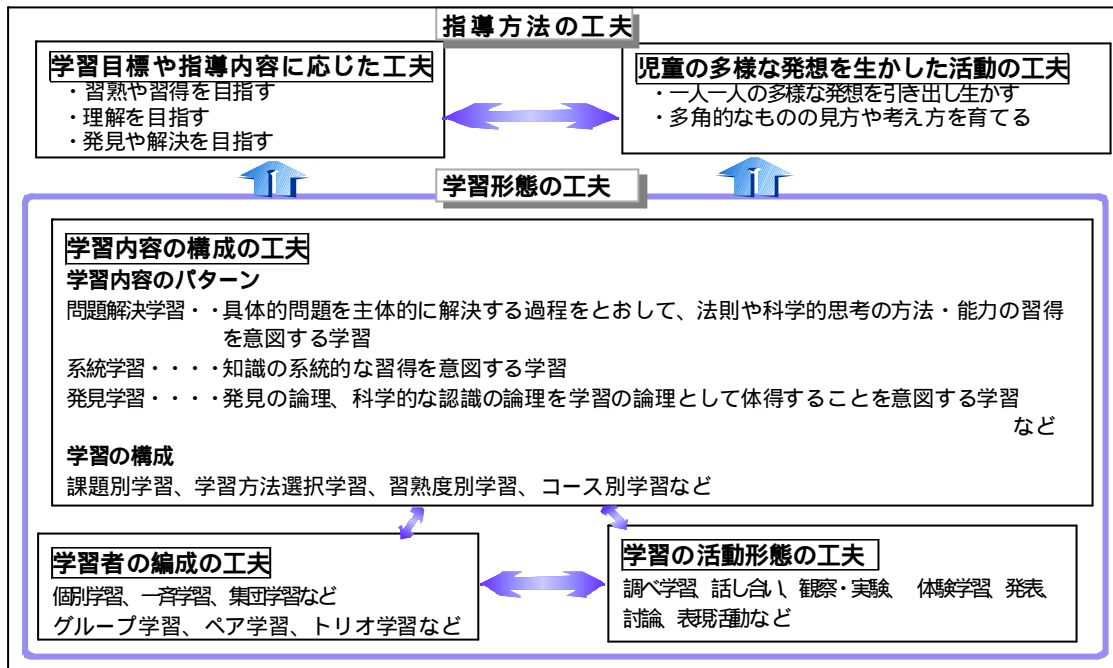 指導方法の工夫
学習目標や指導内容に応じた工夫
・習熟や習得を目指す
・理解を目指す
・発見や解決を目指す
児童の多様な発想を生かした活動の工夫
・一人一人の多様な発想を引き出し生かす
・多角的なものの見方や考え方を育てる
学習形態の工夫
学習内容の構成の工夫
学習内容のパターン
問題解決学習・・具体的問題を主体的に解決する過程をとおして、法則や科学的思考の方法・能力の習得
を意図する学習
系統学習・・・・知識の系統的な習得を意図する学習
発見学習・・・・発見の論理、科学的な認識の論理を学習の論理として体得することを意図する学習
など
学習の構成
課題別学習、学習方法選択学習、習熟度別学習、コース別学習など
学習者の編成の工夫
個別学習、一斉学習、集団学習など
グループ学習、ペア学習、トリオ学習など
学習の活動形態の工夫
調べ学習、話し合い、観察・実験、 体験学習、発表、
討論、表現活動など